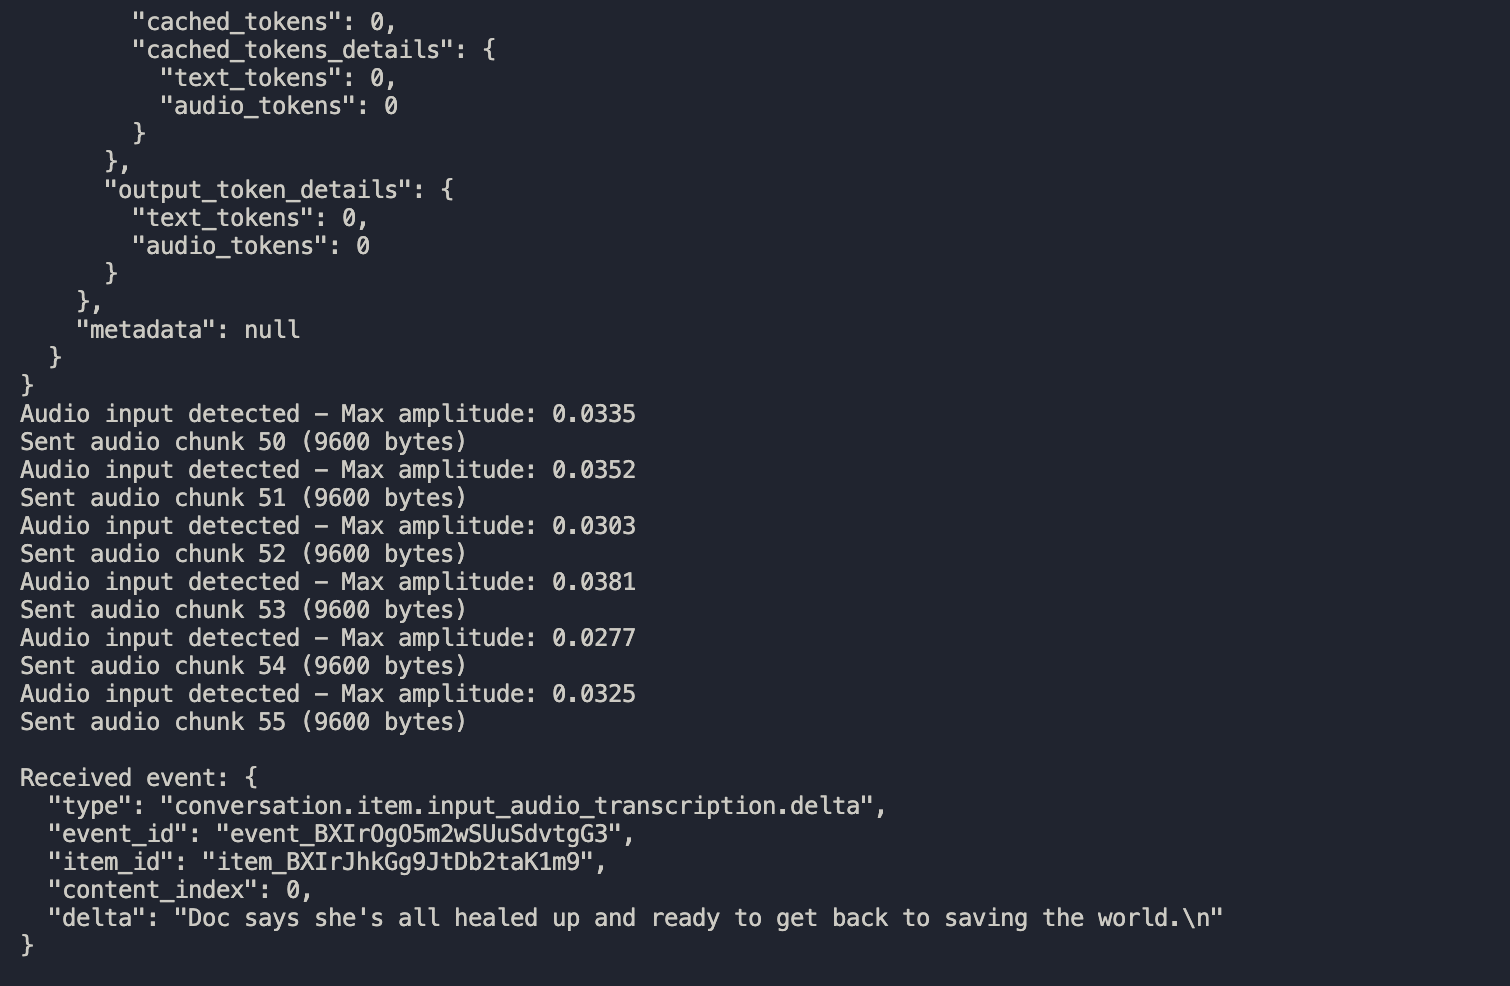 "cached_tokens": 0,
"cached_tokens_details": {
"text_tokens": 0,
"audio_tokens": 0
}
},
"output_token_details": {
"text_tokens": 0,
"audio_tokens": 0
}
},
"metadata": null
}
}
Audio input detected – Max amplitude: 0.0335
Sent audio chunk 50 (9600 bytes)
Audio input detected – Max amplitude: 0.0352
Sent audio chunk 51 (9600 bytes)
Audio input detected – Max amplitude: 0.0303
Sent audio chunk 52 (9600 bytes)
Audio input detected – Max amplitude: 0.0381
Sent audio chunk 53 (9600 bytes)
Audio input detected – Max amplitude: 0.0277
Sent audio chunk 54 (9600 bytes)
Audio input detected – Max amplitude: 0.0325
Sent audio chunk 55 (9600 bytes)
Received event: {
"type": "conversation.item.input_audio_transcription.delta",
"event_id": "event_BXIrOgO5m2wSUuSdvtgG3",
"item_id": "item_BXIrJhkGg9JtDb2taK1m9",
"content_index": 0,
"delta": "Doc says she's all healed up and ready to get back to saving the world.\n"
}